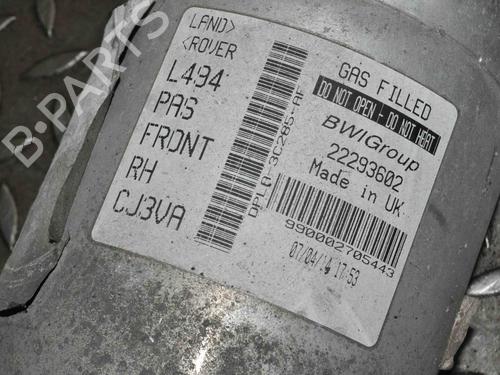 LAND>
<ROVER
L494
PAS
FRONT
RH
CJ3VA
DPLD-3C285-AF
GAS FILLED
DO NOT OPEN - DO NOT HEAT
BWIGroup
22293602
Made in UK
990002705443
07/04/14 17:53
B-PARTS